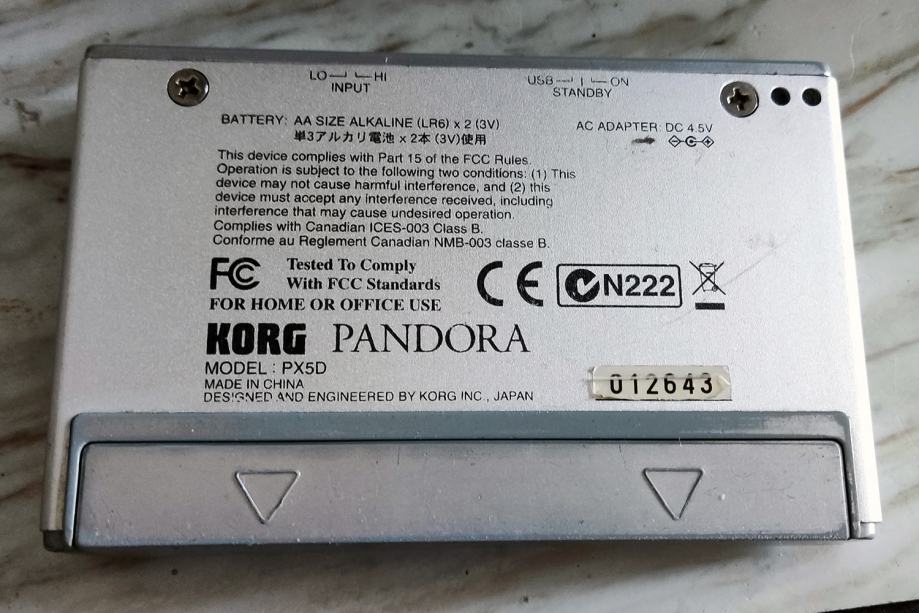 LO HI
INPUT
USB ON
STANDBY
BATTERY: AA SIZE ALKALINE (LR6) x 2 (3V)
単3アルカリ電池 x 2本 (3V)使用
AC ADAPTER: DC 4.5V
This device complies with Part 15 of the FCC Rules.
Operation is subject to the following two conditions: (1) This
device may not cause harmful interference, and (2) this
device must accept any interference received, including
interference that may cause undesired operation.
Complies with Canadian ICES-003 Class B.
Conforme au Reglement Canadian NMB-003 classe B.
FC Tested To Comply
With FCC Standards
FOR HOME OR OFFICE USE
CE
N222
KORG PANDORA
MODEL : PX5D
MADE IN CHINA
DESIGNED AND ENGINEERED BY KORG INC., JAPAN
012643